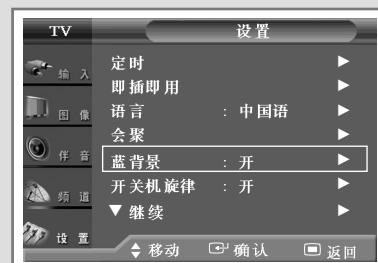 TV 设置
输入
图像
伴音
频道
设置
定时 ▶
即插即用 ▶
语言 : 中国语 ▶
会聚 ▶
蓝背景 : 开 ▶
开关机旋律 : 开 ▶
▼继续 ▶
移动 确认 返回